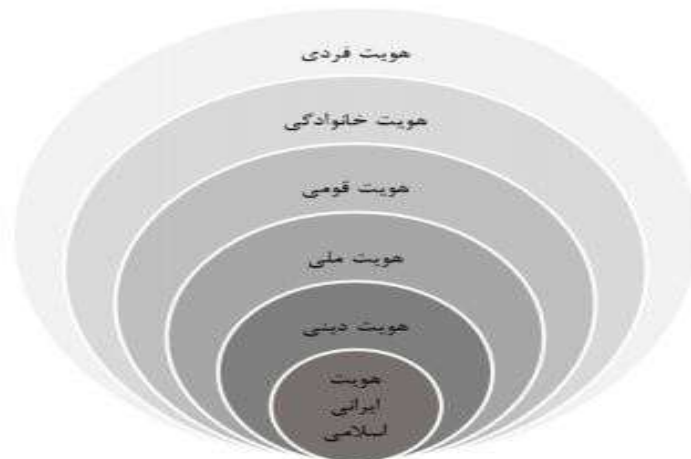 هویت فردی
هویت خانوادگی
هویت قومی
هویت ملی
هویت دینی
هویت
ایرانی
اسلامی